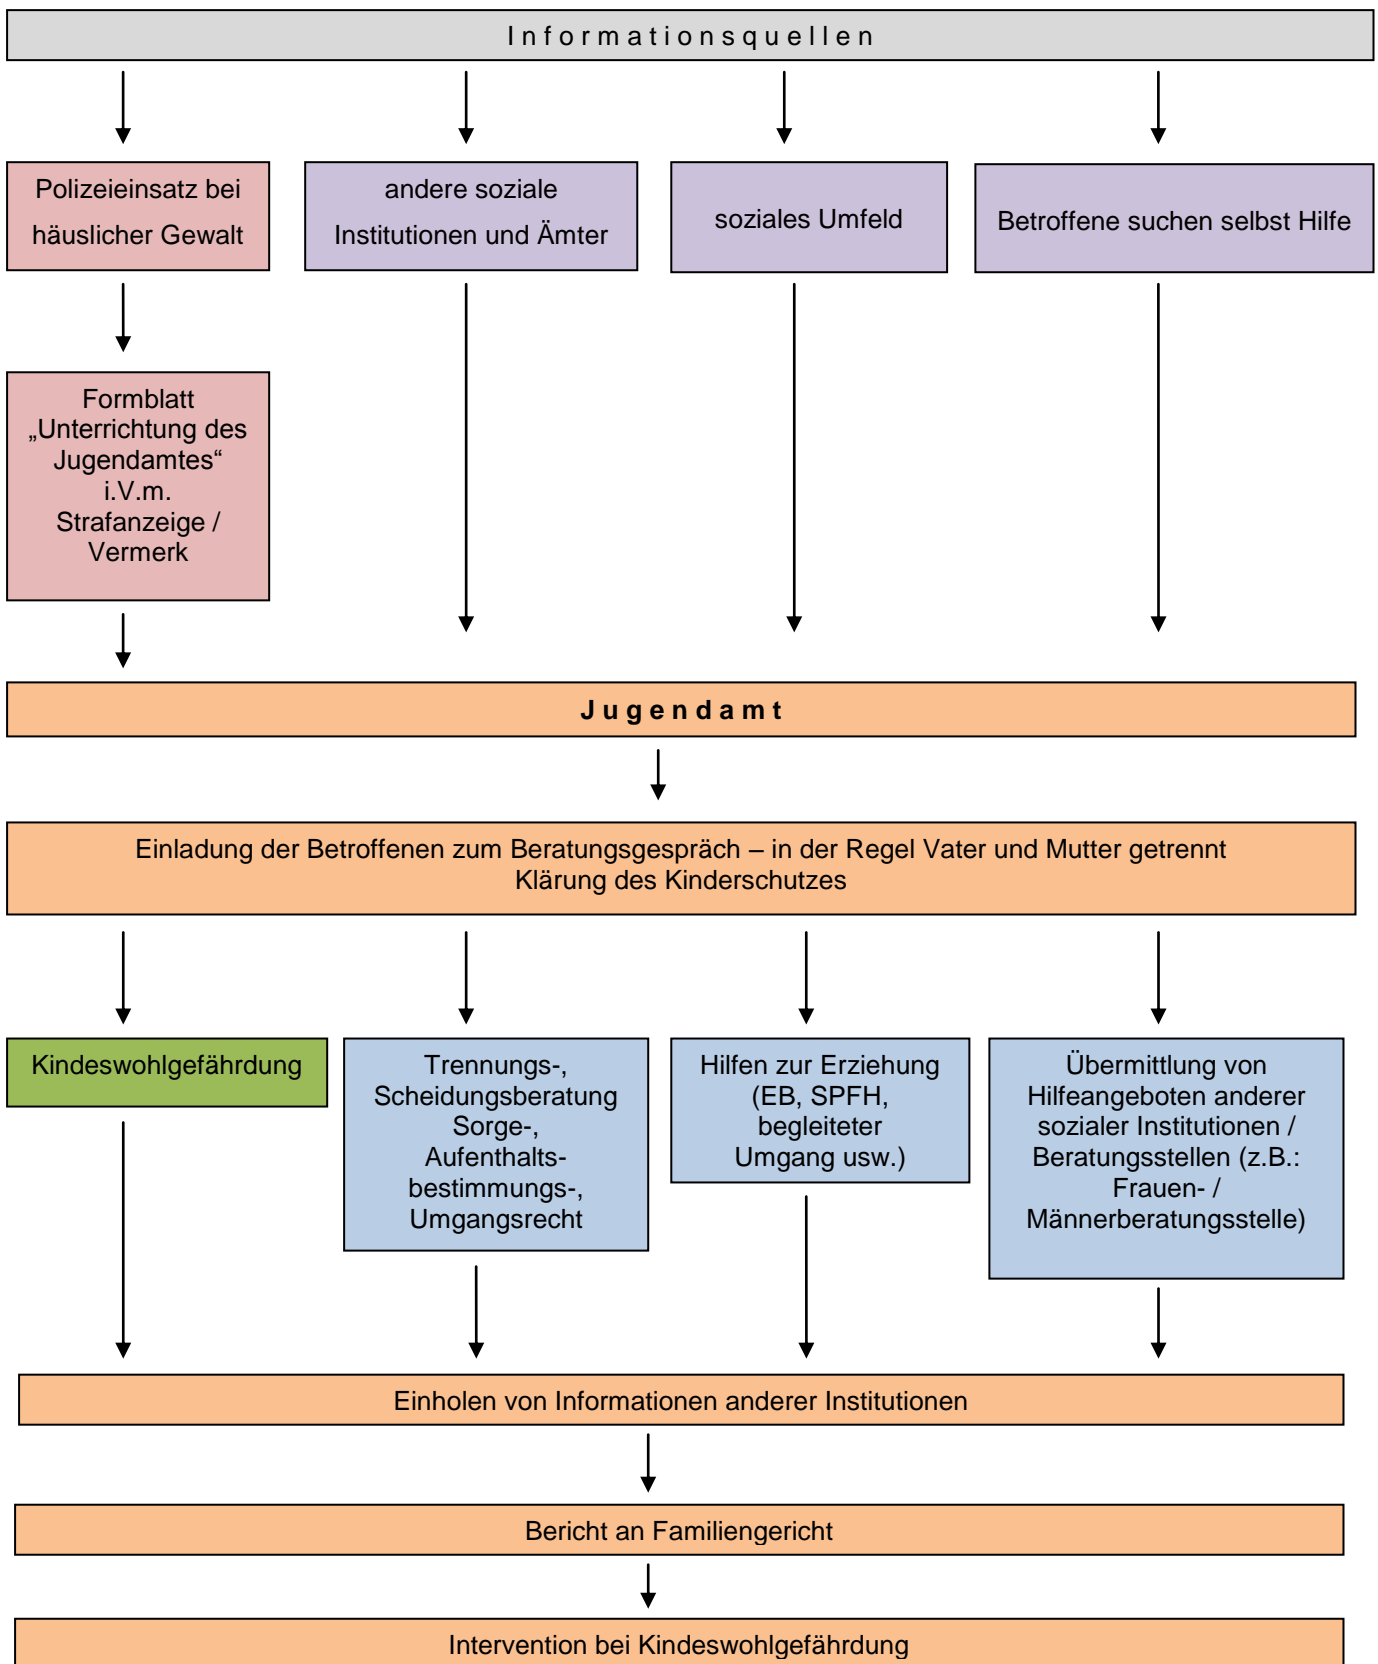 Informationsquellen
Polizeieinsatz bei
häuslicher Gewalt
andere soziale
Institutionen und Ämter
soziales Umfeld
Betroffene suchen selbst Hilfe
Formblatt
„Unterrichtung des
Jugendamtes“
i.V.m.
Strafanzeige /
Vermerk
Jugendamt
Einladung der Betroffenen zum Beratungsgespräch – in der Regel Vater und Mutter getrennt
Klärung des Kinderschutzes
Kindeswohlgefährdung
Trennungs-,
Scheidungsberatung
Sorge-,
Aufenthalts-
bestimmungs-,
Umgangsrecht
Hilfen zur Erziehung
(EB, SPFH,
begleiteter
Umgang usw.)
Übermittlung von
Hilfeangeboten anderer
sozialer Institutionen /
Beratungsstellen (z.B.:
Frauen- /
Männerberatungsstelle)
Einholen von Informationen anderer Institutionen
Bericht an Familiengericht
Intervention bei Kindeswohlgefährdung